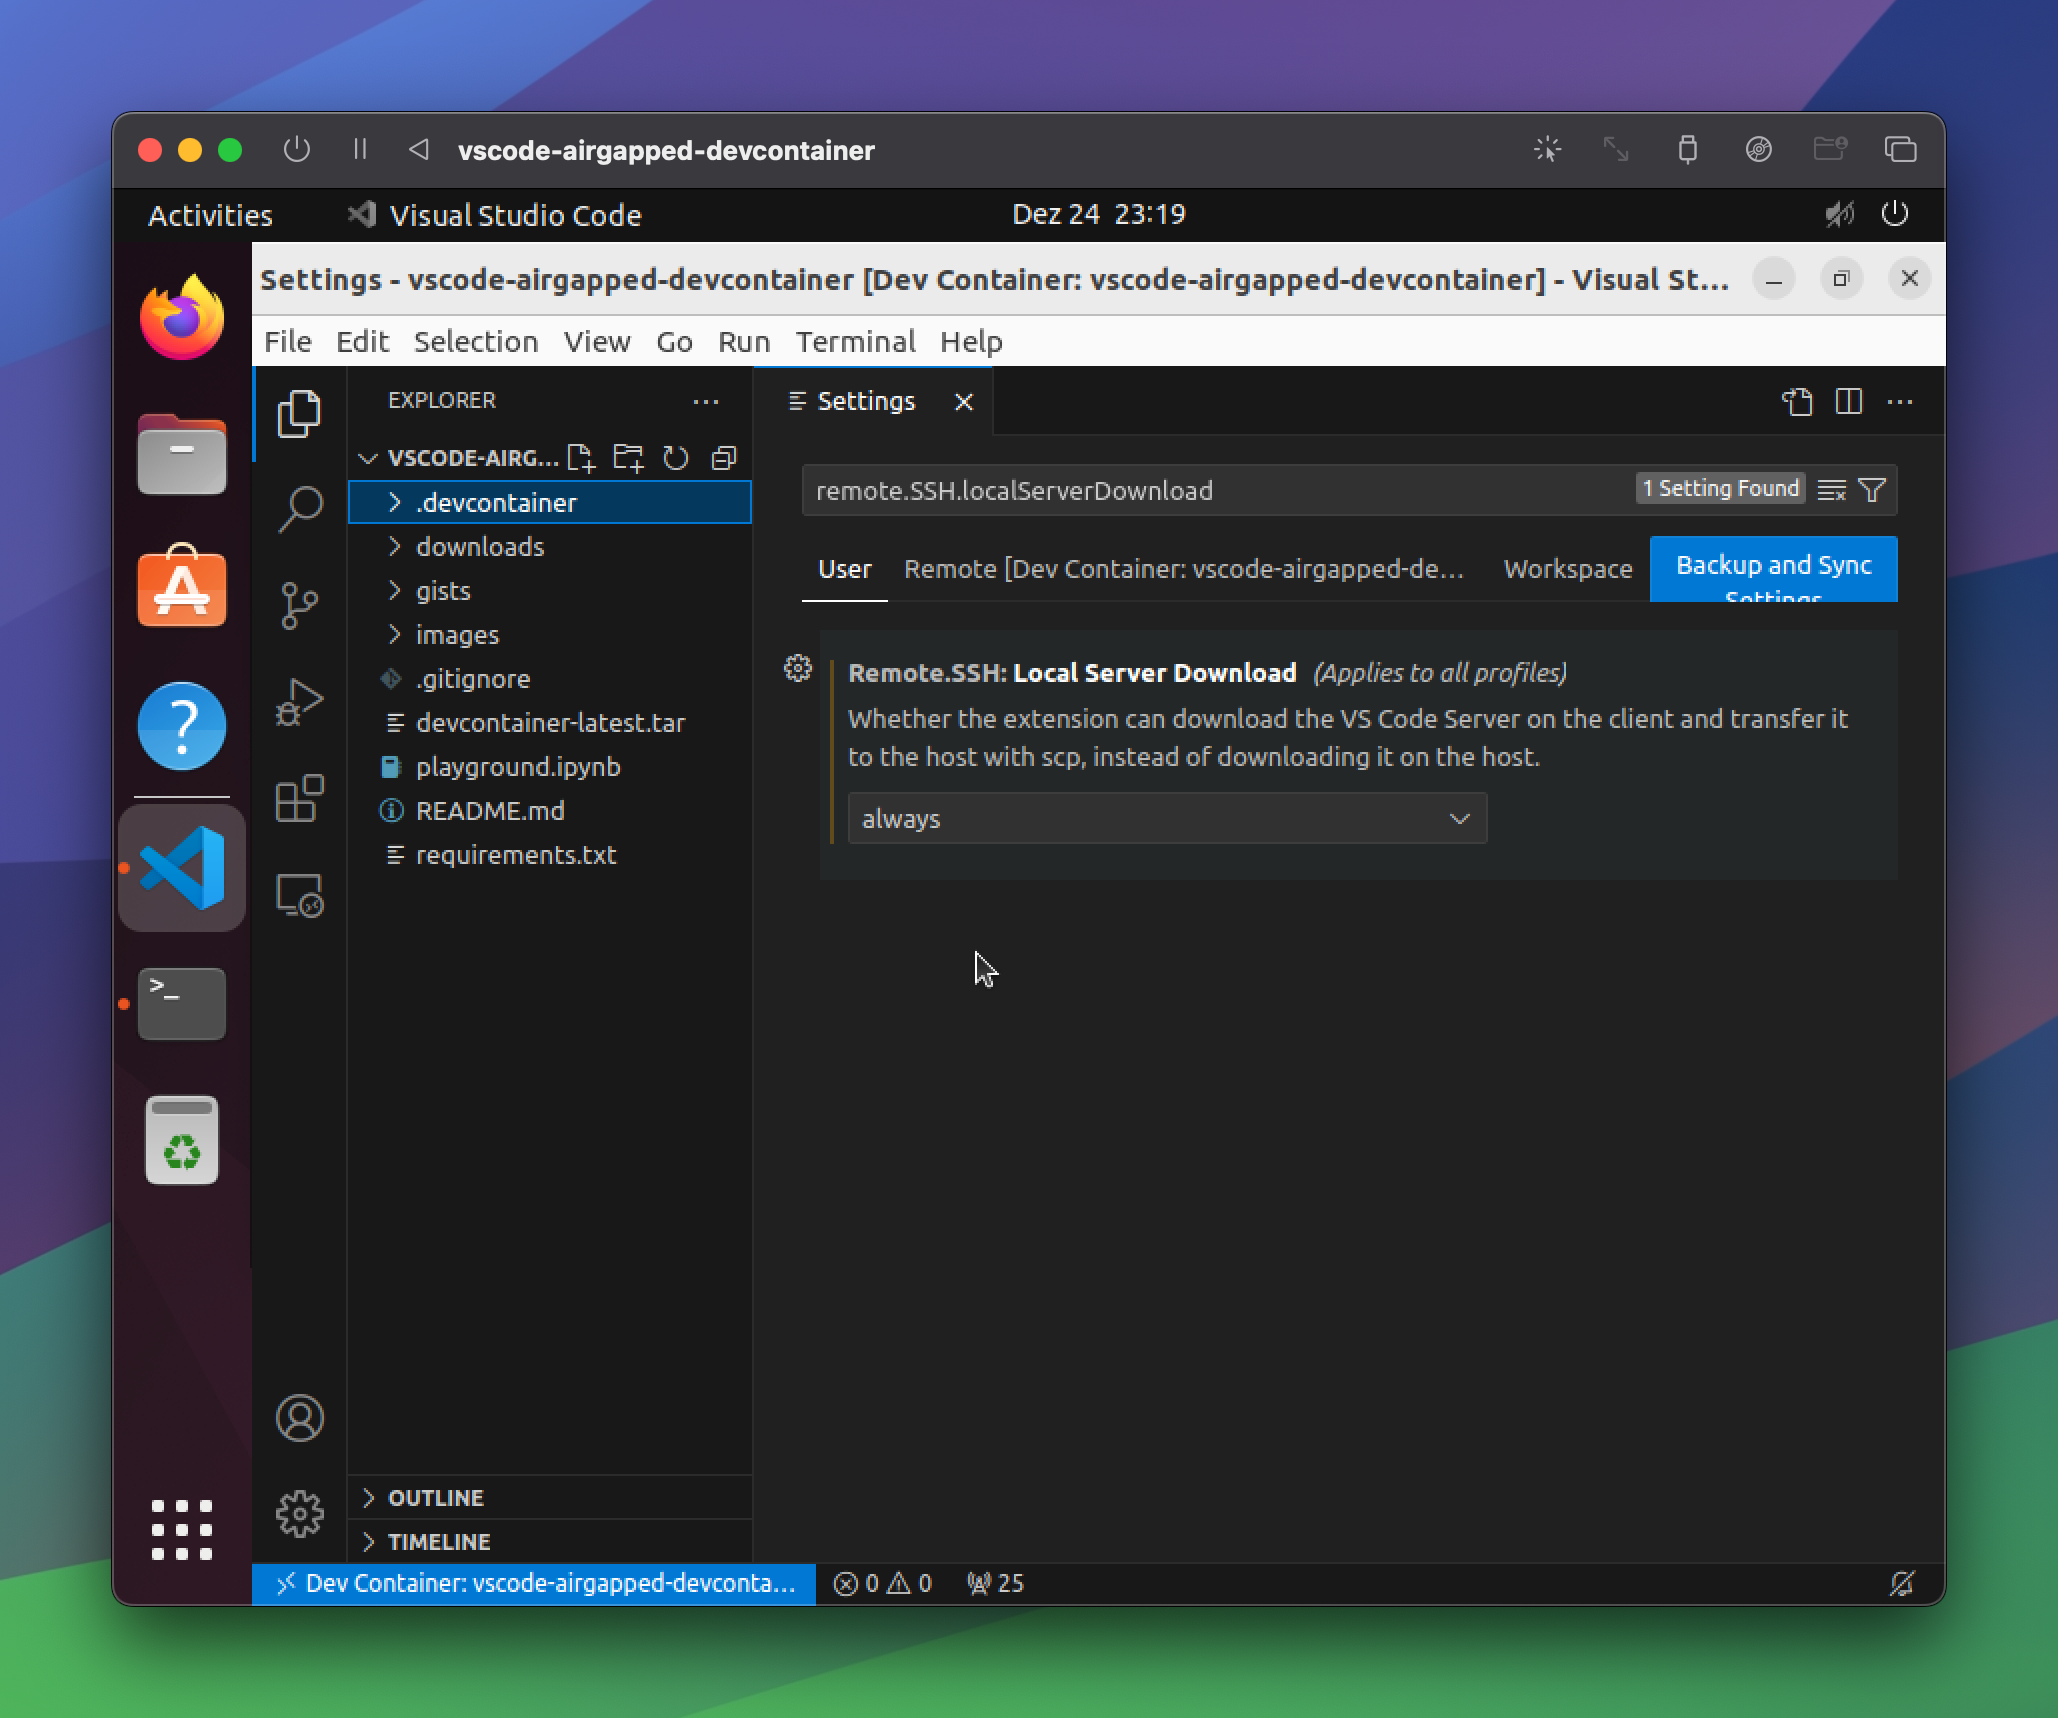 vscode-airgapped-devcontainer
Activities
Visual Studio Code
Dez 24 23:19
Settings - vscode-airgapped-devcontainer [Dev Container: vscode-airgapped-devcontainer] - Visual St...
File Edit Selection View Go Run Terminal Help
EXPLORER
VSCODE-AIRG...
.devcontainer
downloads
gists
images
.gitignore
devcontainer-latest.tar
playground.ipynb
README.md
requirements.txt
OUTLINE
TIMELINE
Settings
remote.SSH.localServerDownload
1 Setting Found
User
Remote [Dev Container: vscode-airgapped-de...
Workspace
Backup and Sync
Settings
Remote.SSH: Local Server Download (Applies to all profiles)
Whether the extension can download the VS Code Server on the client and transfer it
to the host with scp, instead of downloading it on the host.
always
Dev Container: vscode-airgapped-devconta...
0 0
25